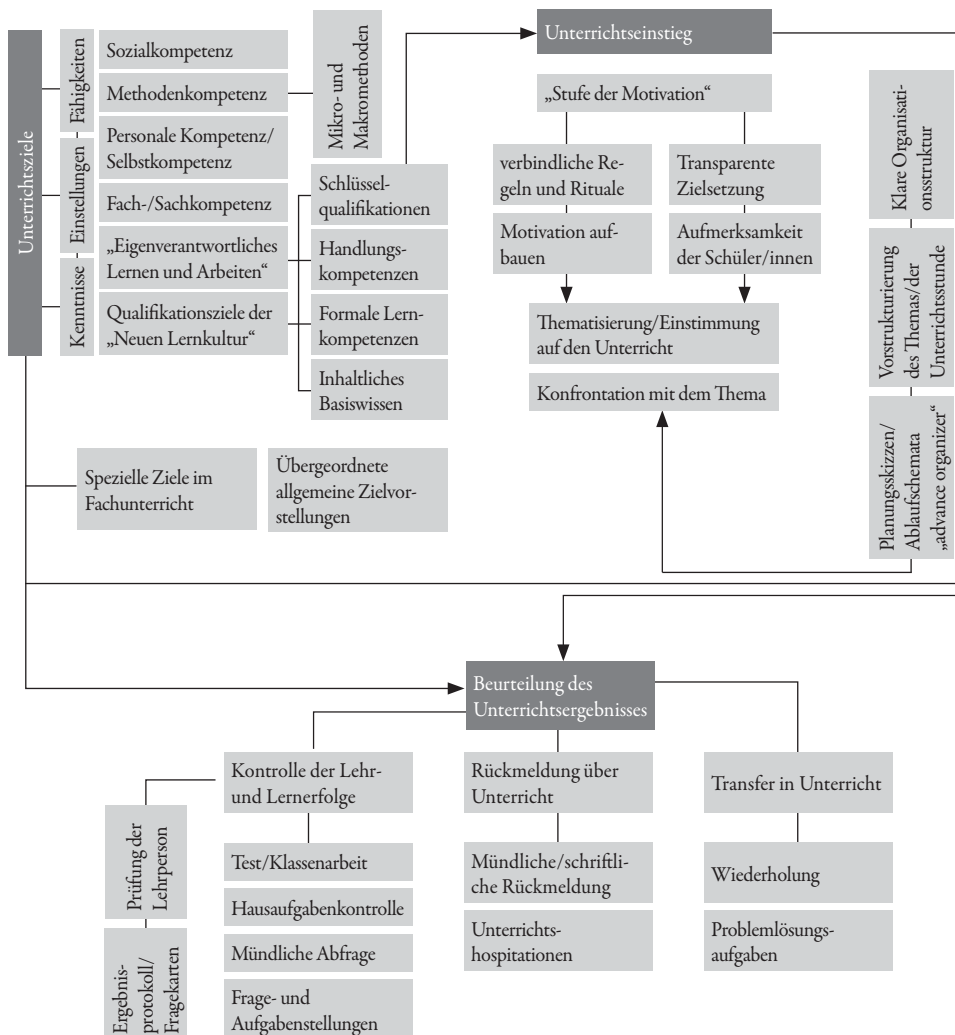 Unterrichtsziele
Fähigkeiten
Einstellungen
Kenntnisse
Sozialkompetenz
Methodenkompetenz
Personale Kompetenz/
Selbstkompetenz
Fach-/Sachkompetenz
„Eigenverantwortliches
Lernen und Arbeiten“
Qualifikationsziele der
„Neuen Lernkultur“
Mikro- und
Makromethoden
Schlüssel-
qualifikationen
Handlungs-
kompetenzen
Formale Lern-
kompetenzen
Inhaltliches
Basiswissen
Spezielle Ziele im
Fachunterricht
Übergeordnete
allgemeine Zielvor-
stellungen
Unterrichtseinstieg
„Stufe der Motivation“
verbindliche Re-
geln und Rituale
Motivation auf-
bauen
Transparente
Zielsetzung
Aufmerksamkeit
der Schüler/innen
Thematisierung/Einstimmung
auf den Unterricht
Konfrontation mit dem Thema
Klare Organisati-
onsstruktur
Vorstrukturierung
des Themas/der
Unterrichtsstunde
Planungsskizzen/
Ablaufschemata
„advance organizer“
Beurteilung des
Unterrichtsergebnisses
Kontrolle der Lehr-
und Lernerfolge
Prüfung der
Lehrperson
Ergebnis-
protokoll/
Fragekarten
Test/Klassenarbeit
Hausaufgabenkontrolle
Mündliche Abfrage
Frage- und
Aufgabenstellungen
Rückmeldung über
Unterricht
Mündliche/schriftli-
che Rückmeldung
Unterrichts-
hospitationen
Transfer in Unterricht
Wiederholung
Problemlösungs-
aufgaben